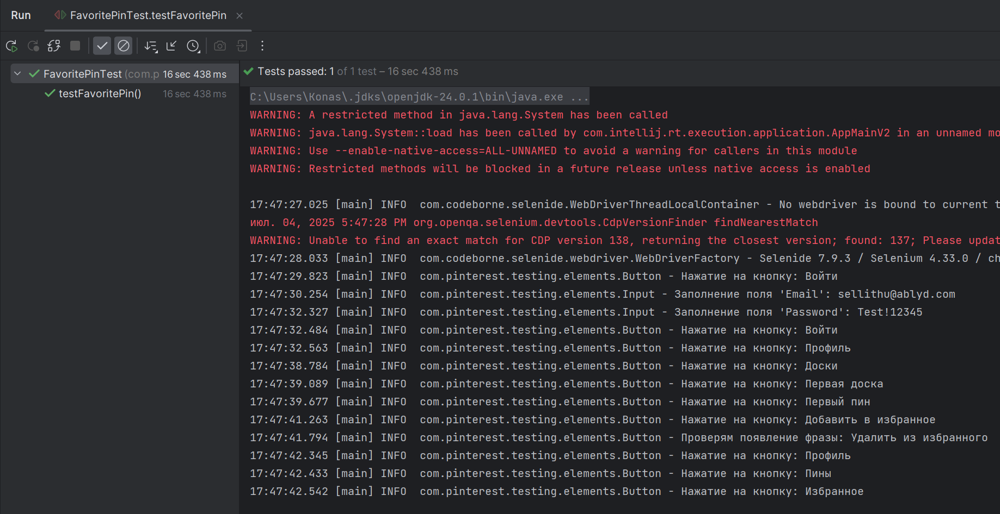 Run FavoritePinTest.testFavoritePin
FavoritePinTest (com.p 16 sec 438 ms
testFavoritePin() 16 sec 438 ms
Tests passed: 1 of 1 test – 16 sec 438 ms
C:\Users\Konas\.jdks\openjdk-24.0.1\bin\java.exe ...
WARNING: A restricted method in java.lang.System has been called
WARNING: java.lang.System::load has been called by com.intellij.rt.execution.application.AppMainV2 in an unnamed mo
WARNING: Use --enable-native-access=ALL-UNNAMED to avoid a warning for callers in this module
WARNING: Restricted methods will be blocked in a future release unless native access is enabled
17:47:27.025 [main] INFO  com.codeborne.selenide.WebDriverThreadLocalContainer - No webdriver is bound to current t
июл. 04, 2025 5:47:28 PM org.openqa.selenium.devtools.CdpVersionFinder findNearestMatch
WARNING: Unable to find an exact match for CDP version 138, returning the closest version; found: 137; Please updat
17:47:28.033 [main] INFO  com.codeborne.selenide.webdriver.WebDriverFactory - Selenide 7.9.3 / Selenium 4.33.0 / ch
17:47:29.823 [main] INFO  com.pinterest.testing.elements.Button - Нажатие на кнопку: Войти
17:47:30.254 [main] INFO  com.pinterest.testing.elements.Input - Заполнение поля 'Email': sellithu@ablyd.com
17:47:32.327 [main] INFO  com.pinterest.testing.elements.Input - Заполнение поля 'Password': Test!12345
17:47:32.484 [main] INFO  com.pinterest.testing.elements.Button - Нажатие на кнопку: Войти
17:47:32.563 [main] INFO  com.pinterest.testing.elements.Button - Нажатие на кнопку: Профиль
17:47:38.784 [main] INFO  com.pinterest.testing.elements.Button - Нажатие на кнопку: Доски
17:47:39.089 [main] INFO  com.pinterest.testing.elements.Button - Нажатие на кнопку: Первая доска
17:47:39.677 [main] INFO  com.pinterest.testing.elements.Button - Нажатие на кнопку: Первый пин
17:47:41.263 [main] INFO  com.pinterest.testing.elements.Button - Нажатие на кнопку: Добавить в избранное
17:47:41.794 [main] INFO  com.pinterest.testing.elements.Button - Проверям появление фразы: Удалить из избранного
17:47:42.345 [main] INFO  com.pinterest.testing.elements.Button - Нажатие на кнопку: Профиль
17:47:42.433 [main] INFO  com.pinterest.testing.elements.Button - Нажатие на кнопку: Пины
17:47:42.542 [main] INFO  com.pinterest.testing.elements.Button - Нажатие на кнопку: Избранное